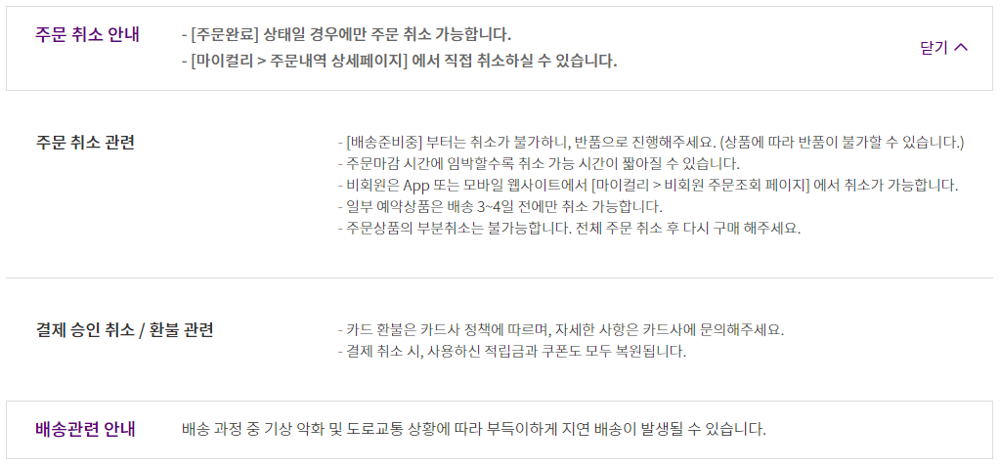 주문 취소 안내
- [주문완료] 상태일 경우에만 주문 취소 가능합니다.
- [마이컬리 > 주문내역 상세페이지] 에서 직접 취소하실 수 있습니다.
닫기
주문 취소 관련
- [배송준비중] 부터는 취소가 불가하니, 반품으로 진행해주세요. (상품에 따라 반품이 불가할 수 있습니다.)
- 주문마감 시간에 임박할수록 취소 가능 시간이 짧아질 수 있습니다.
- 비회원은 App 또는 모바일 웹사이트에서 [마이컬리 > 비회원 주문조회 페이지] 에서 취소가 가능합니다.
- 일부 예약상품은 배송 3~4일 전에만 취소 가능합니다.
- 주문상품의 부분취소는 불가능합니다. 전체 주문 취소 후 다시 구매 해주세요.
결제 승인 취소 / 환불 관련
- 카드 환불은 카드사 정책에 따르며, 자세한 사항은 카드사에 문의해주세요.
- 결제 취소 시, 사용하신 적립금과 쿠폰도 모두 복원됩니다.
배송관련 안내
배송 과정 중 기상 악화 및 도로교통 상황에 따라 부득이하게 지연 배송이 발생될 수 있습니다.